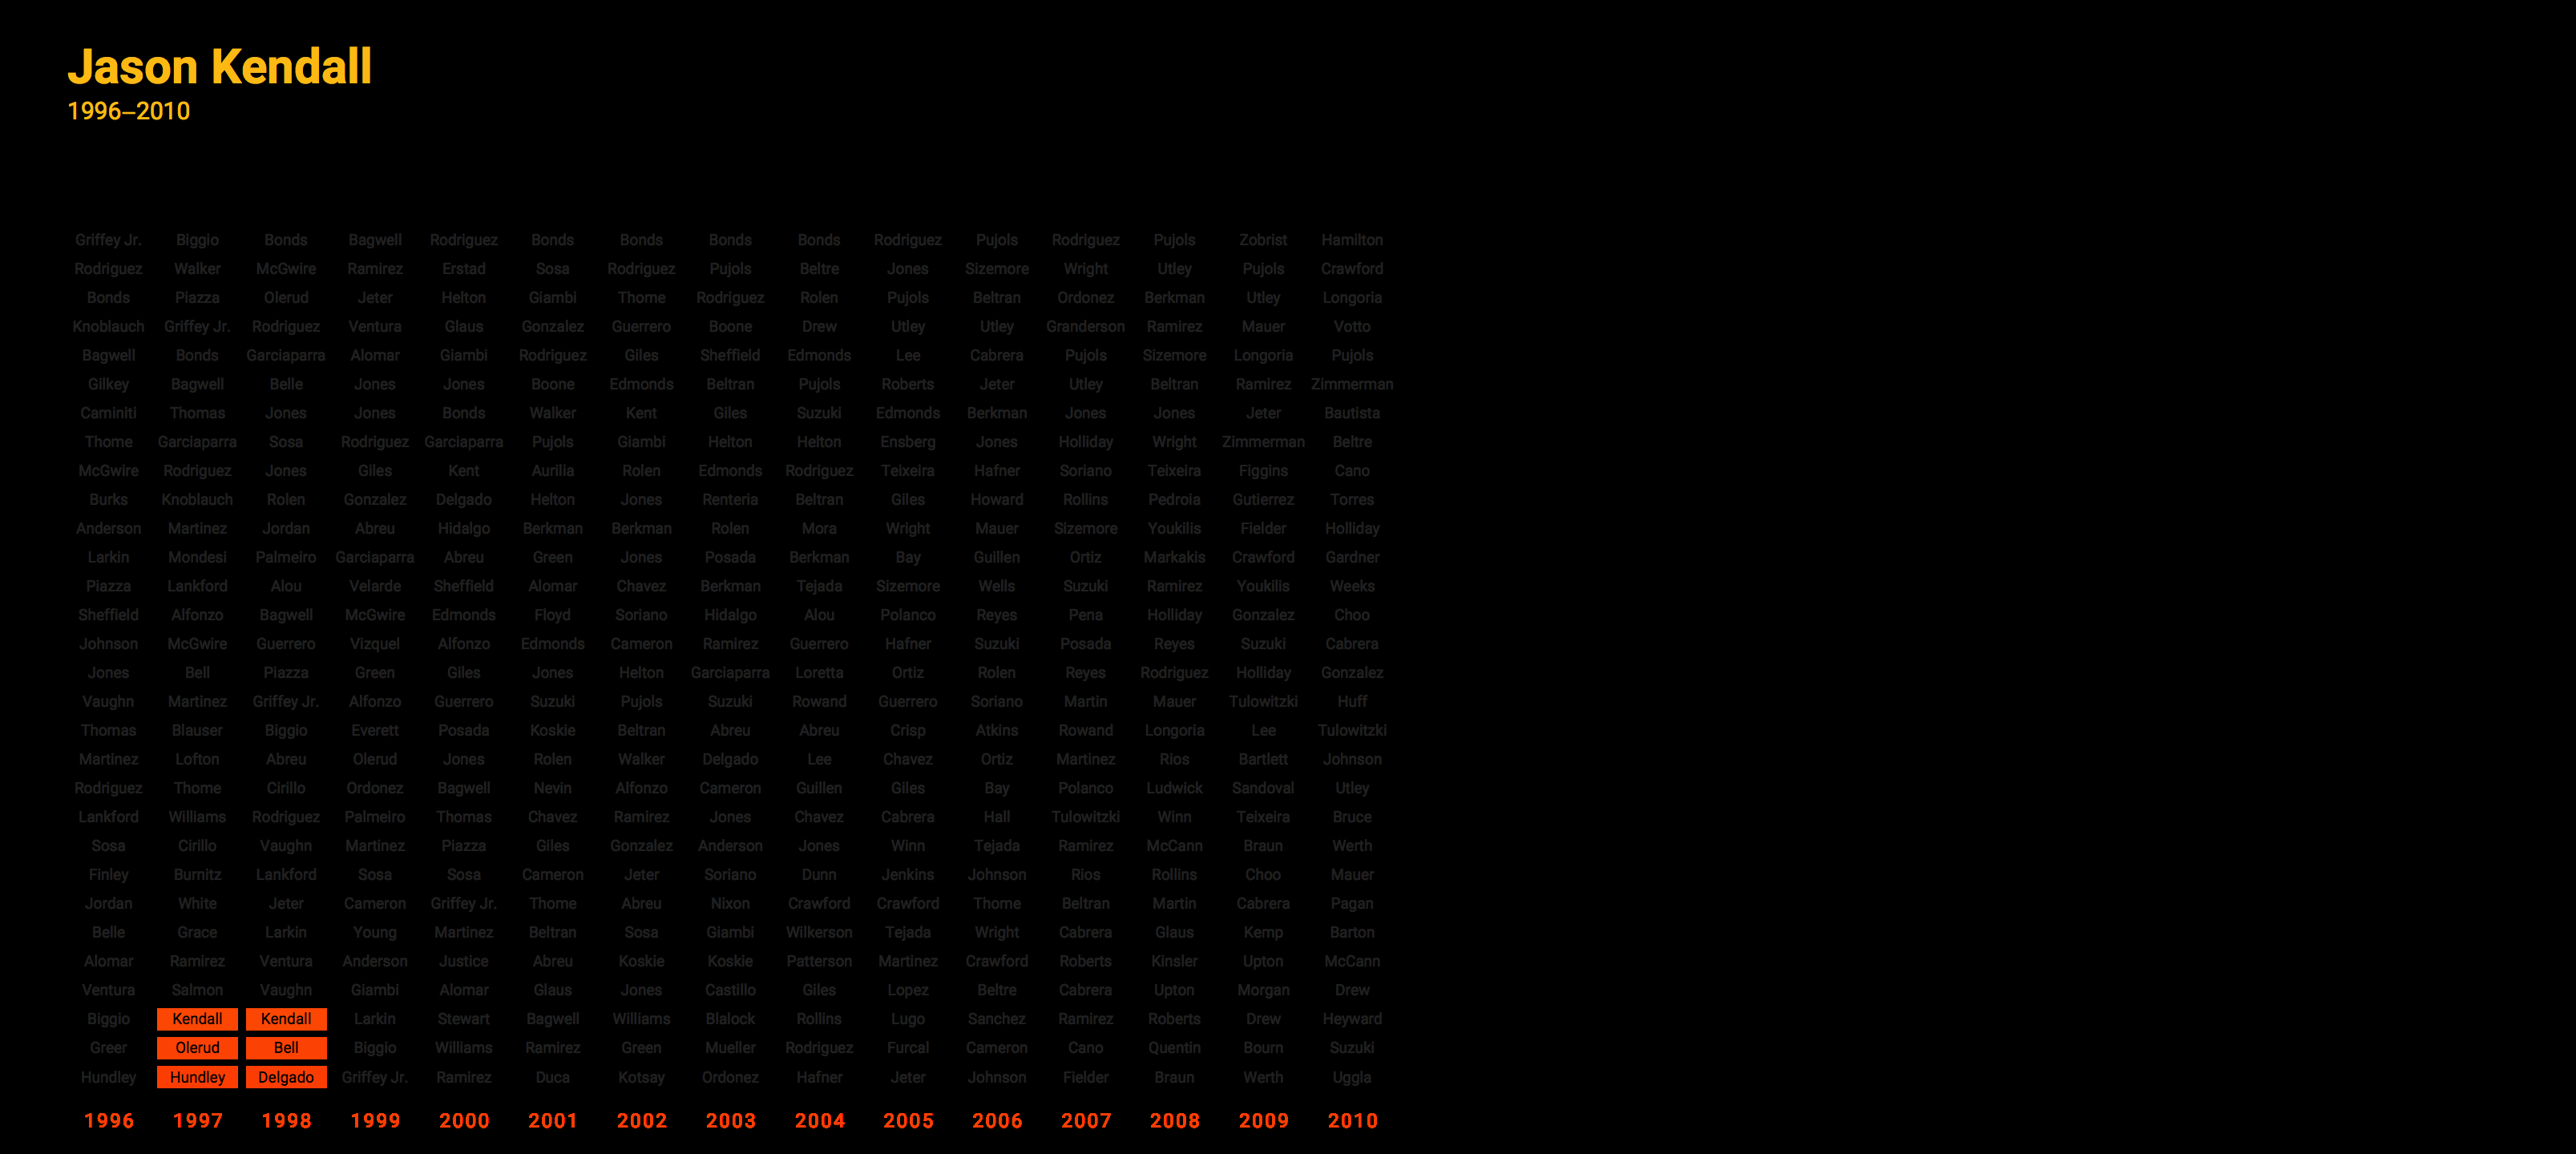 Jason Kendall
1996–2010
Griffey Jr. Biggio Bonds Bagwell Rodriguez Bonds Bonds Bonds Bonds Rodriguez Pujols Rodriguez Pujols Zobrist Hamilton
Rodriguez Walker McGwire Ramirez Erstad Sosa Rodriguez Pujols Beltre Jones Sizemore Wright Utley Pujols Crawford
Bonds Piazza Olerud Jeter Helton Giambi Thome Rodriguez Rolen Pujols Beltran Ordonez Berkman Utley Longoria
Knoblauch Griffey Jr. Rodriguez Ventura Glaus Gonzalez Guerrero Boone Drew Utley Utley Granderson Ramirez Mauer Votto
Bagwell Bonds Garciaparra Alomar Giambi Rodriguez Giles Sheffield Edmonds Lee Cabrera Pujols Sizemore Longoria Pujols
Gilkey Bagwell Belle Jones Jones Boone Edmonds Beltran Pujols Roberts Jeter Utley Beltran Ramirez Zimmerman
Caminiti Thomas Jones Jones Bonds Walker Kent Giles Suzuki Edmonds Berkman Jones Jones Jeter Bautista
Thome Garciaparra Sosa Rodriguez Garciaparra Pujols Giambi Helton Helton Ensberg Jones Holliday Wright Zimmerman Beltre
McGwire Rodriguez Jones Giles Kent Aurilia Rolen Edmonds Rodriguez Teixeira Hafner Soriano Teixeira Figgins Cano
Burks Knoblauch Rolen Gonzalez Delgado Helton Jones Renteria Beltran Giles Howard Rollins Pedroia Gutierrez Torres
Anderson Martinez Jordan Abreu Hidalgo Berkman Berkman Rolen Mora Wright Mauer Sizemore Youkilis Fielder Holliday
Larkin Mondesi Palmeiro Garciaparra Abreu Green Jones Posada Berkman Bay Guillen Ortiz Markakis Crawford Gardner
Piazza Lankford Alou Velarde Sheffield Alomar Chavez Berkman Tejada Sizemore Wells Suzuki Ramirez Youkilis Weeks
Sheffield Alfonzo Bagwell McGwire Edmonds Floyd Soriano Hidalgo Alou Polanco Reyes Pena Holliday Gonzalez Choo
Johnson McGwire Guerrero Vizquel Alfonzo Edmonds Cameron Ramirez Guerrero Hafner Suzuki Posada Reyes Suzuki Cabrera
Jones Bell Piazza Green Giles Jones Helton Garciaparra Loretta Ortiz Rolen Reyes Rodriguez Holliday Gonzalez
Vaughn Martinez Griffey Jr. Alfonzo Guerrero Suzuki Pujols Suzuki Rowand Guerrero Soriano Martin Mauer Tulowitzki Huff
Thomas Blauser Biggio Everett Posada Koskie Beltran Abreu Abreu Crisp Atkins Rowand Longoria Lee Tulowitzki
Martinez Lofton Abreu Olerud Jones Rolen Walker Delgado Lee Chavez Ortiz Martinez Rios Bartlett Johnson
Rodriguez Thome Cirillo Ordonez Bagwell Nevin Alfonzo Cameron Guillen Giles Bay Polanco Ludwick Sandoval Utley
Lankford Williams Rodriguez Palmeiro Thomas Chavez Ramirez Jones Chavez Cabrera Hall Tulowitzki Winn Teixeira Bruce
Sosa Cirillo Vaughn Martinez Piazza Giles Gonzalez Anderson Jones Winn Tejada Ramirez McCann Braun Werth
Finley Burnitz Lankford Sosa Sosa Cameron Jeter Soriano Dunn Jenkins Johnson Rios Rollins Choo Mauer
Jordan White Jeter Cameron Griffey Jr. Thome Abreu Nixon Crawford Crawford Thome Beltran Martin Cabrera Pagan
Belle Grace Larkin Young Martinez Beltran Sosa Giambi Wilkerson Tejada Wright Cabrera Glaus Kemp Barton
Alomar Ramirez Ventura Anderson Justice Abreu Koskie Koskie Patterson Martinez Crawford Roberts Kinsler Upton McCann
Ventura Salmon Vaughn Giambi Alomar Glaus Jones Castillo Giles Lopez Beltre Cabrera Upton Morgan Drew
Biggio Kendall Kendall Larkin Stewart Bagwell Williams Blalock Rollins Lugo Sanchez Ramirez Roberts Drew Heyward
Greer Olerud Bell Biggio Williams Ramirez Green Mueller Rodriguez Furcal Cameron Cano Quentin Bourn Suzuki
Hundley Hundley Delgado Griffey Jr. Ramirez Duca Kotsay Ordonez Hafner Jeter Johnson Fielder Braun Werth Uggla
1996 1997 1998 1999 2000 2001 2002 2003 2004 2005 2006 2007 2008 2009 2010